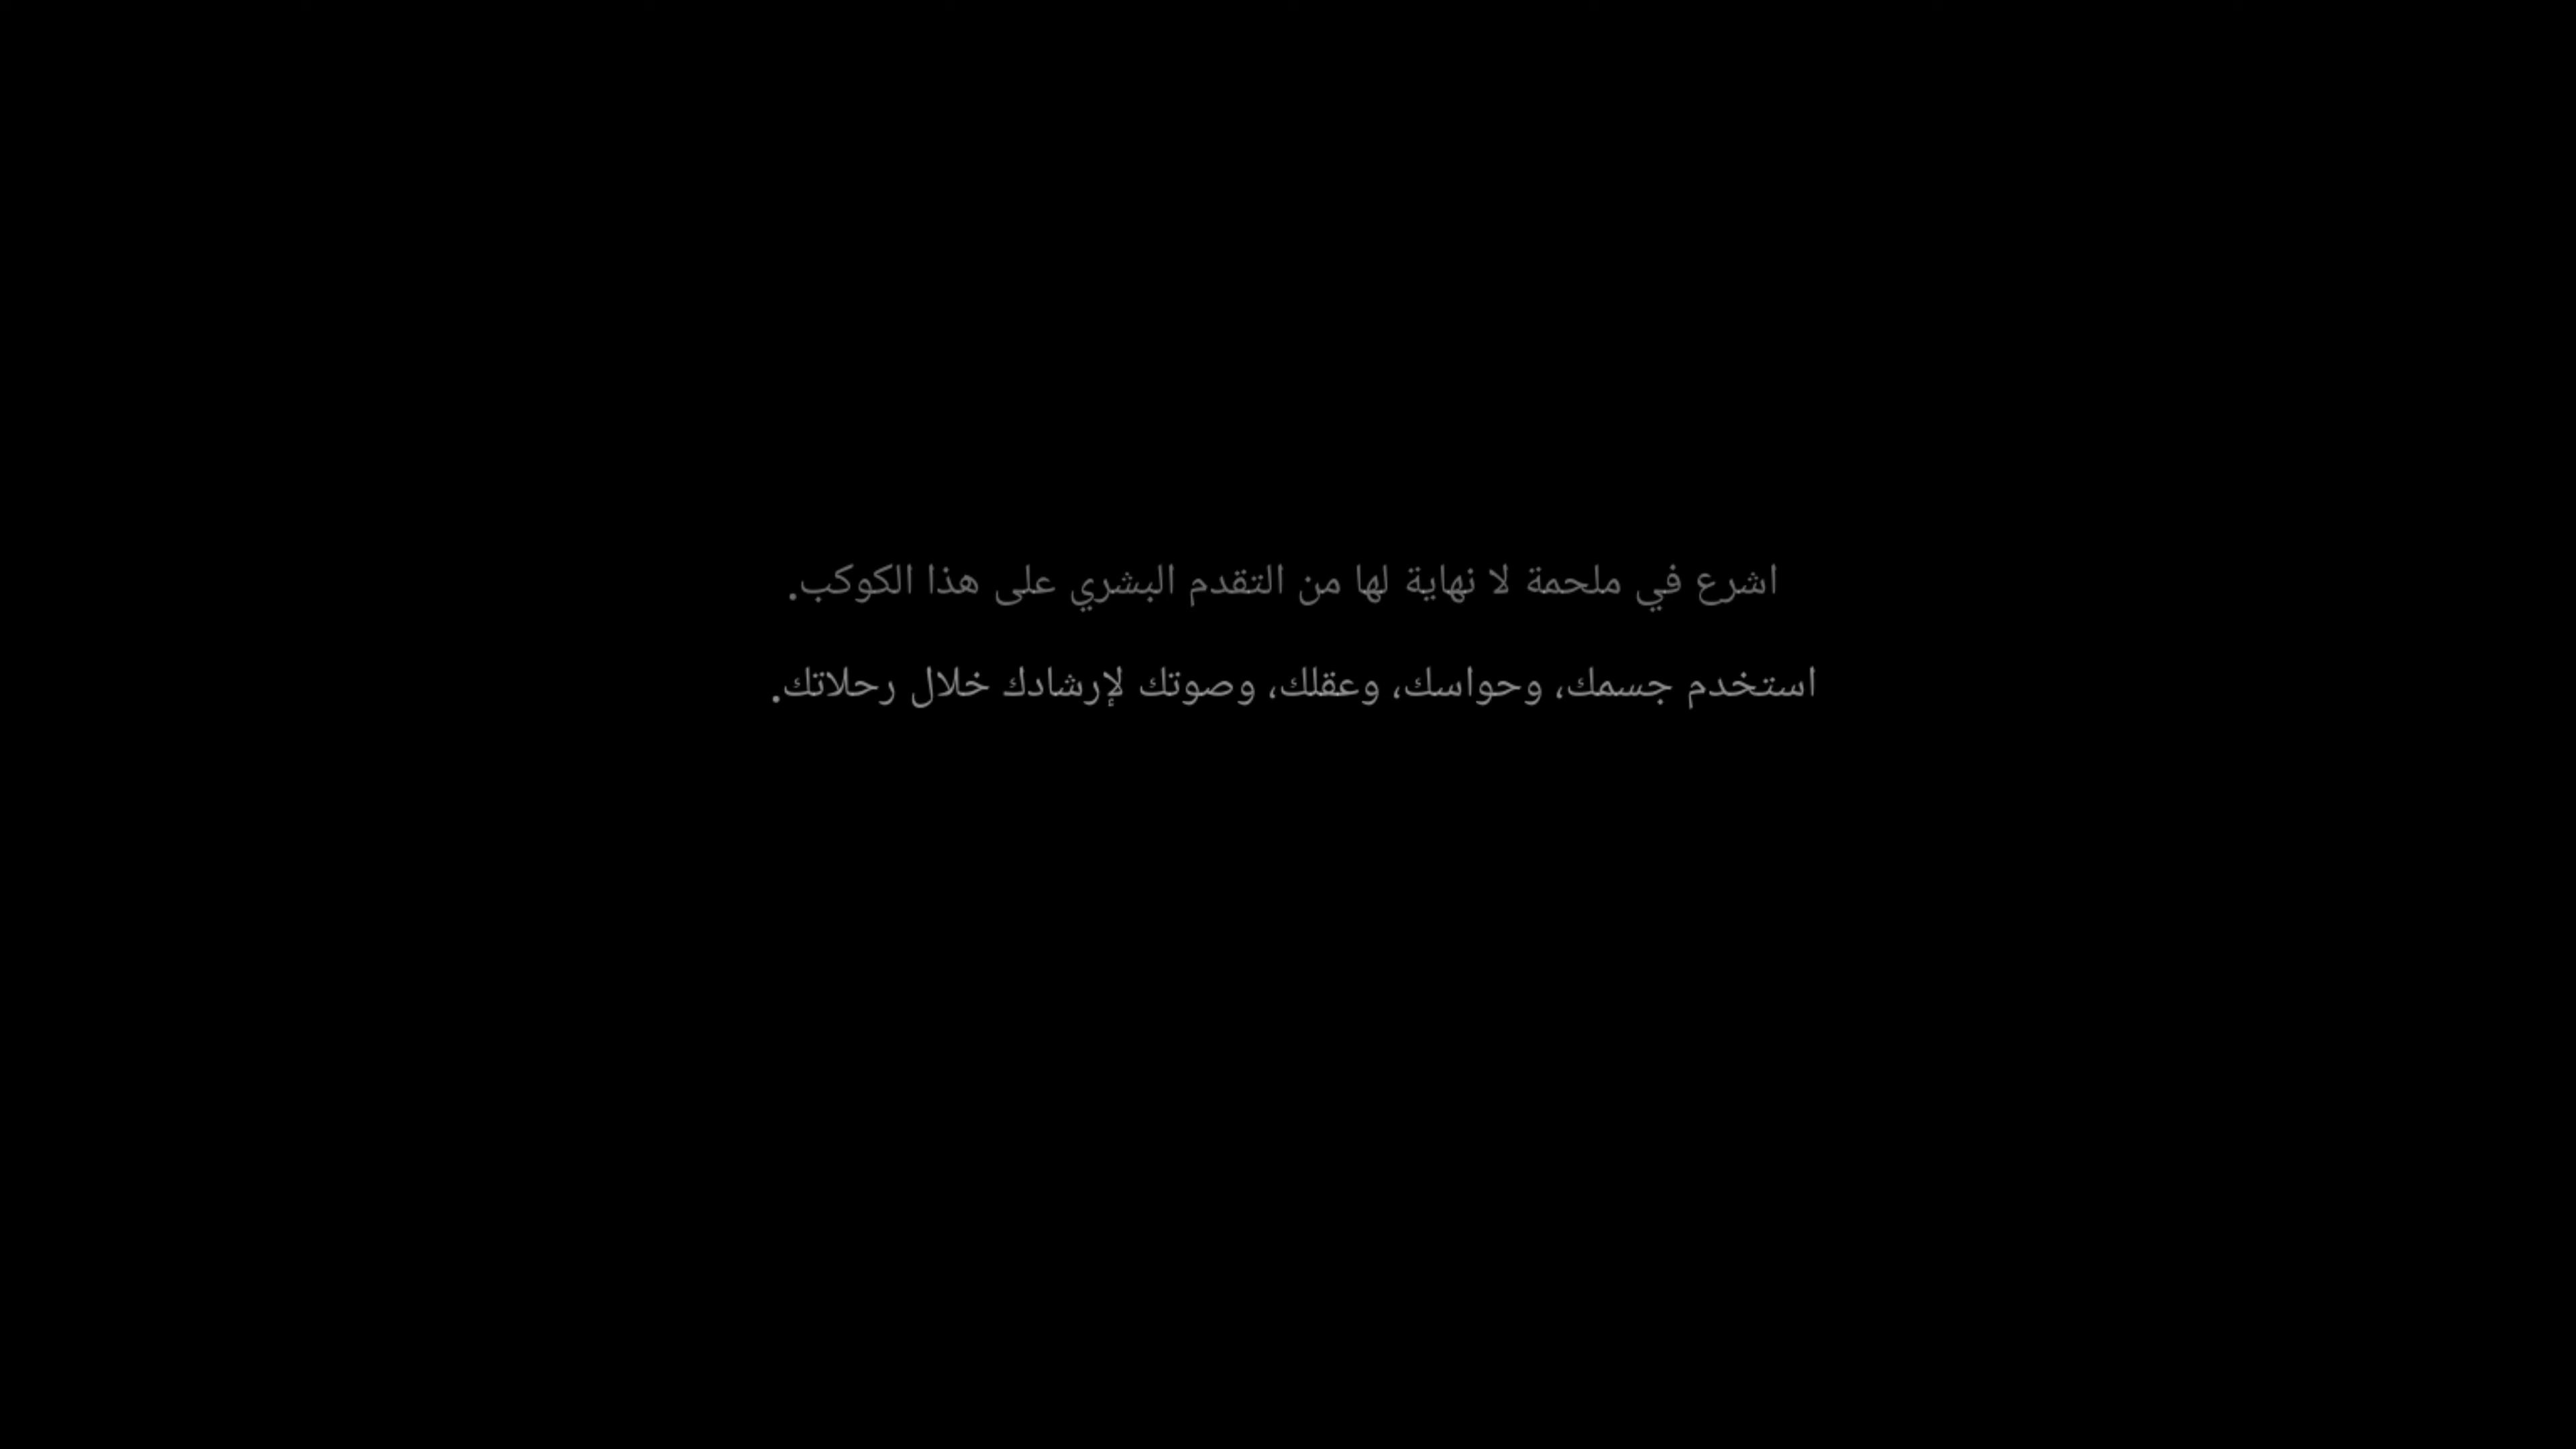 اشرع في ملحمة لا نهاية لها من التقدم البشري على هذا الكوكب.
استخدم جسمك، وحواسك، وعقلك، وصوتك لإرشادك خلال رحلاتك.